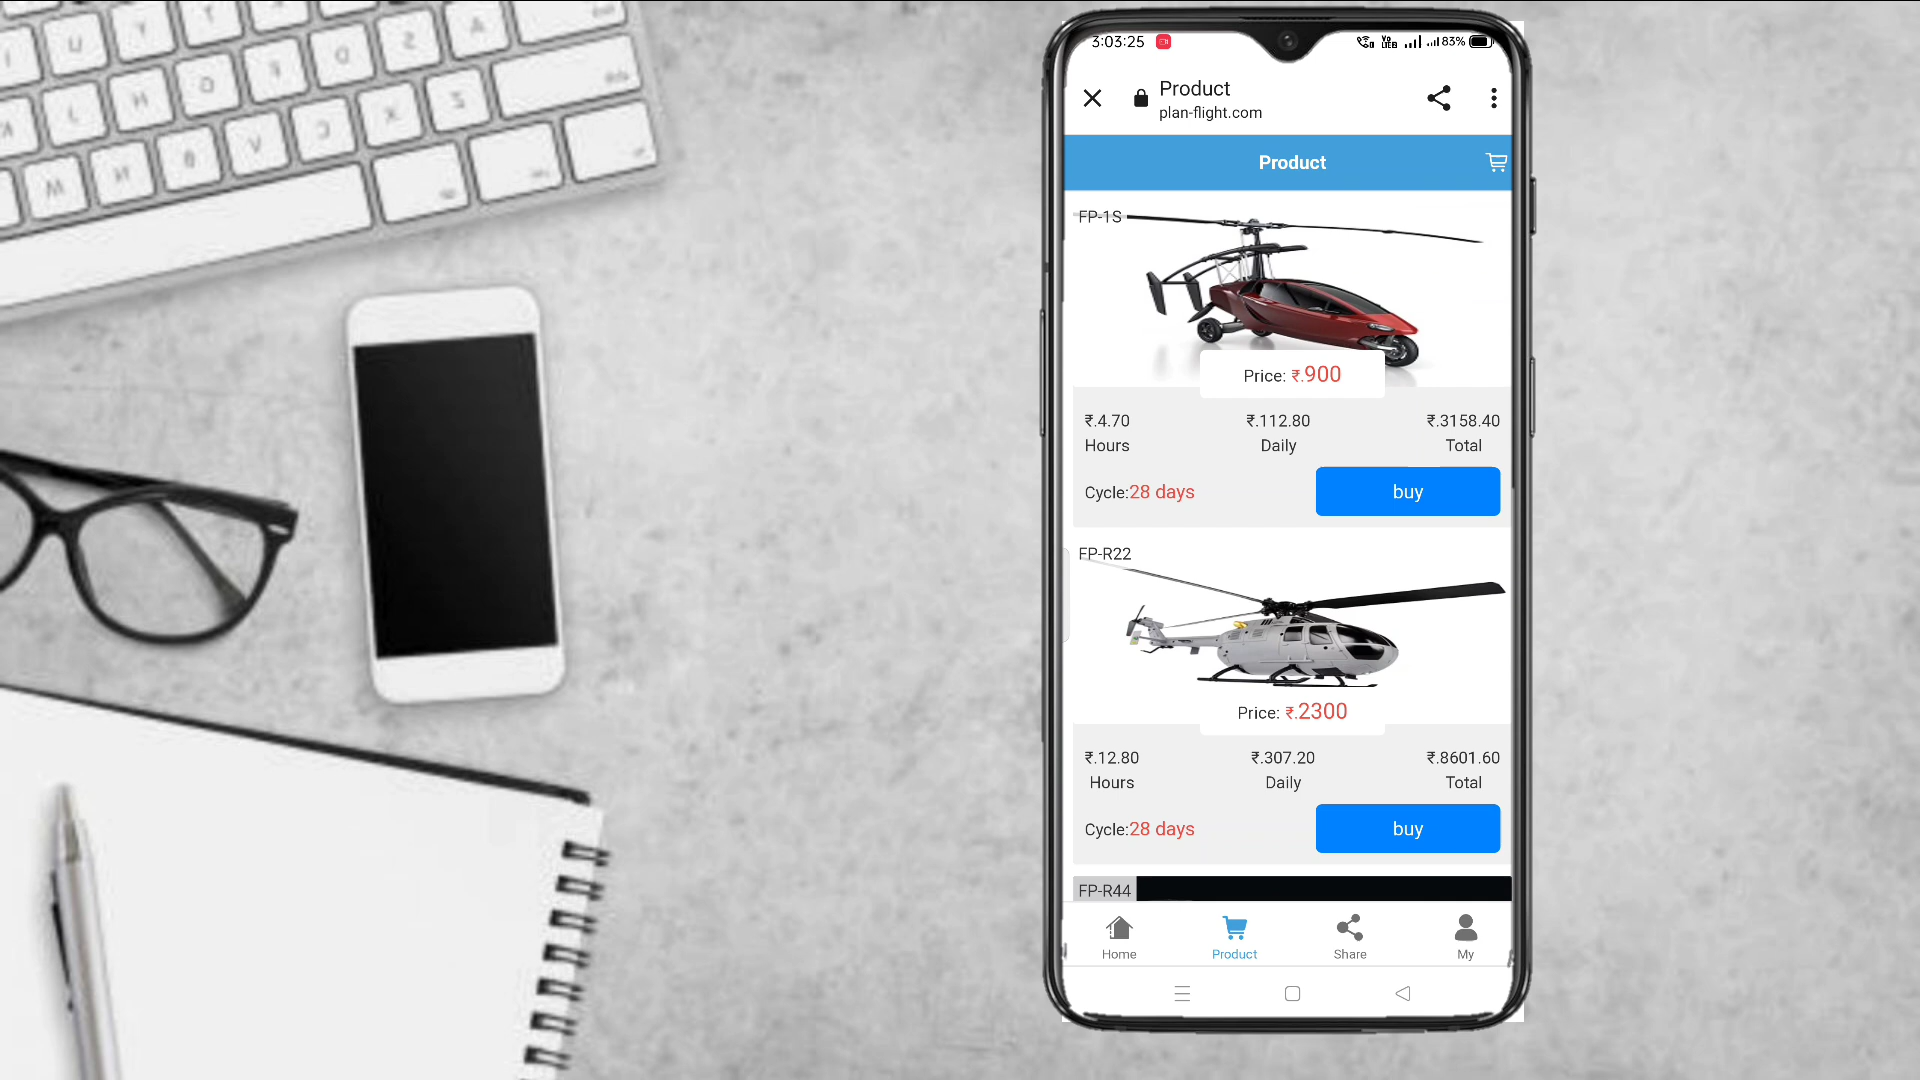 3:03:25
83%
Product
plan-flight.com
Product
FP-1S
Price: ₹.900
₹.4.70 ₹.112.80 ₹.3158.40
Hours Daily Total
Cycle:28 days buy
FP-R22
Price: ₹.2300
₹.12.80 ₹.307.20 ₹.8601.60
Hours Daily Total
Cycle:28 days buy
FP-R44
Home Product Share My